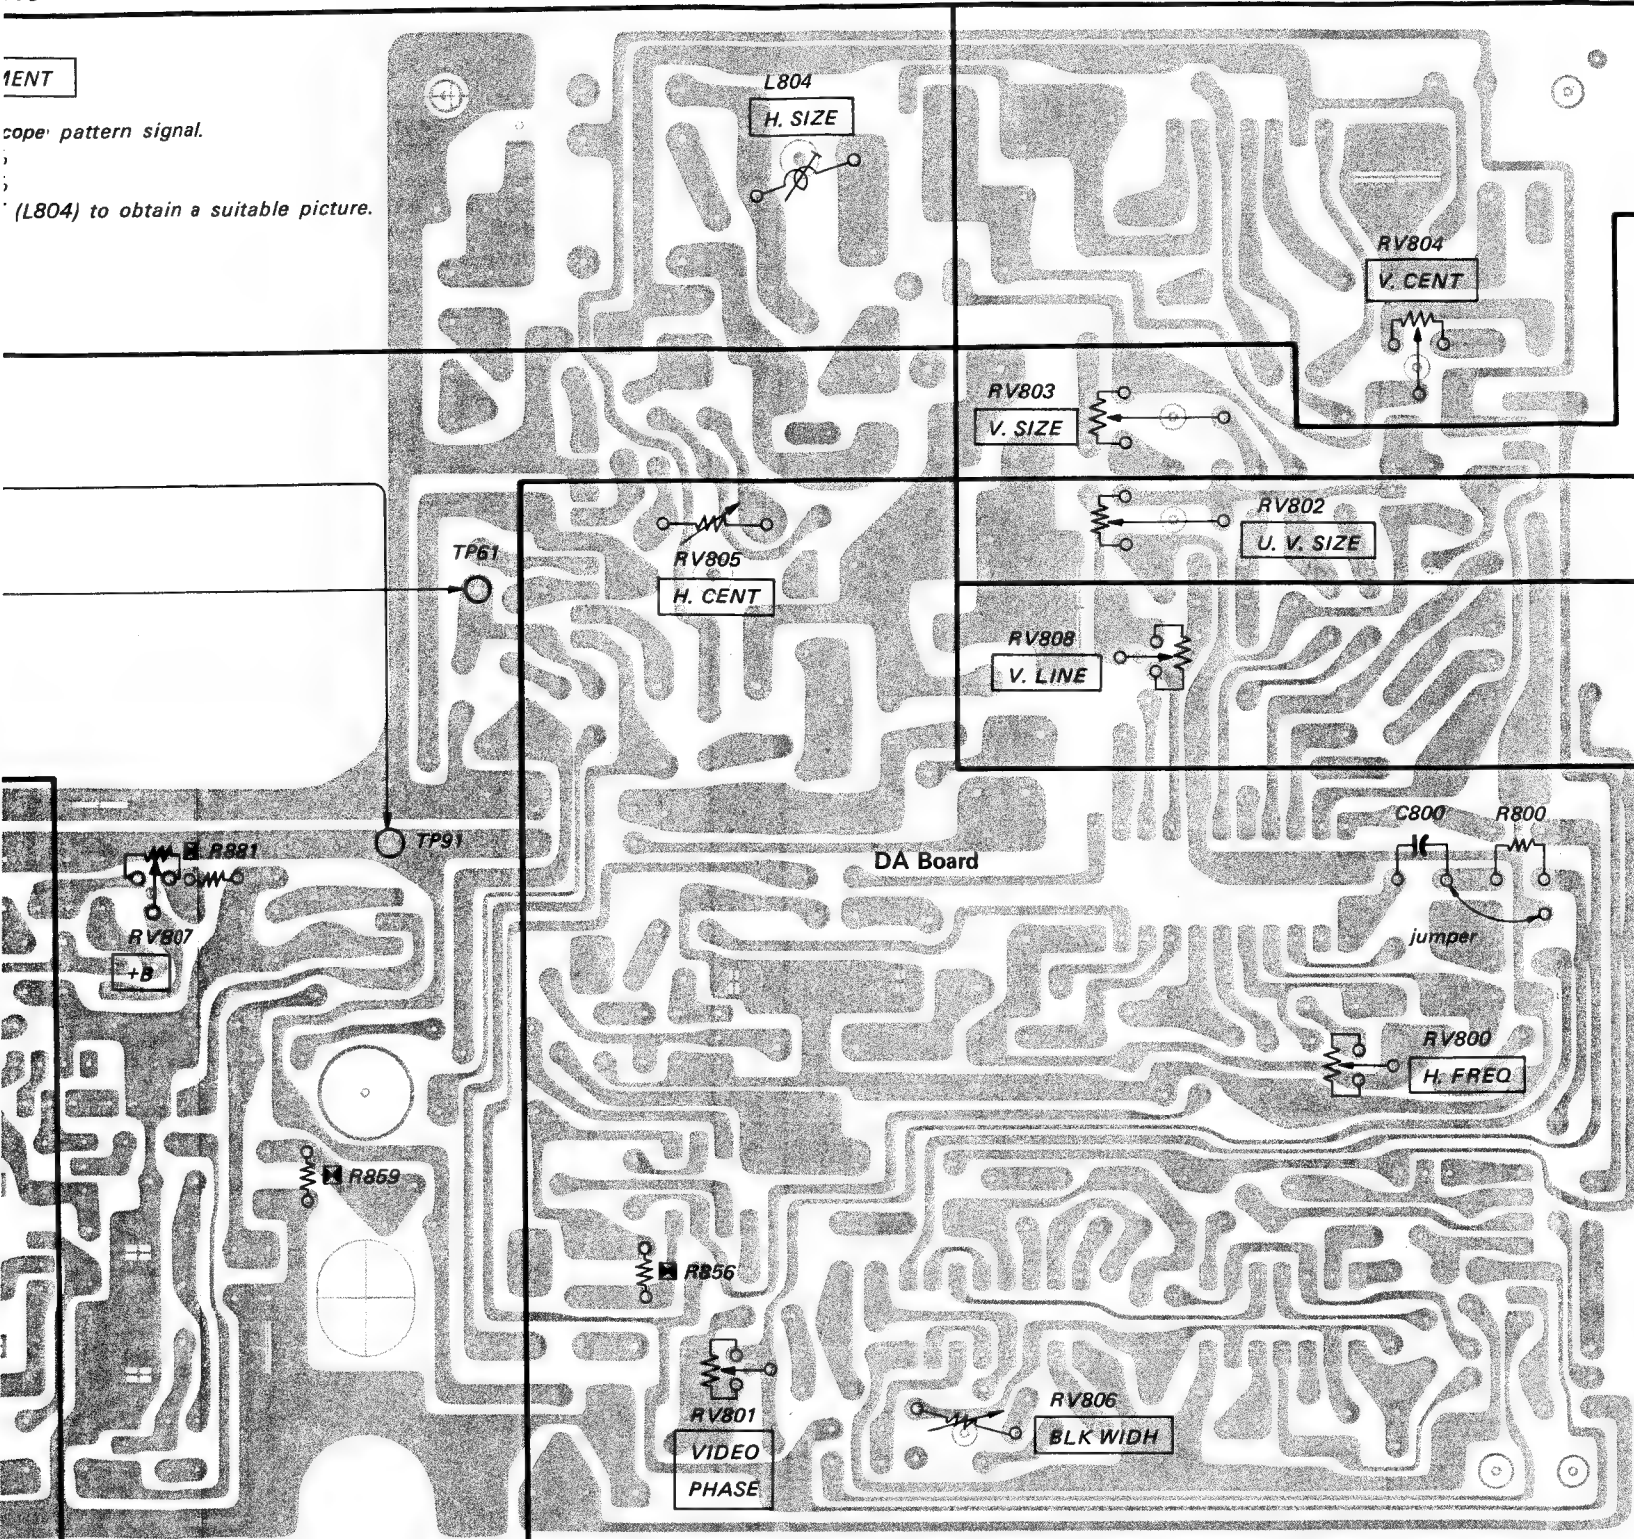 MENT
cope pattern signal.
(L804) to obtain a suitable picture.
L804
H. SIZE
RV804
V. CENT
RV803
V. SIZE
RV802
U. V. SIZE
TP61
RV805
H. CENT
RV808
V. LINE
C800
R800
TP91
R881
DA Board
RV807
+B
jumper
RV800
H. FREQ
R859
R856
RV801
VIDEO
PHASE
RV806
BLK WIDH